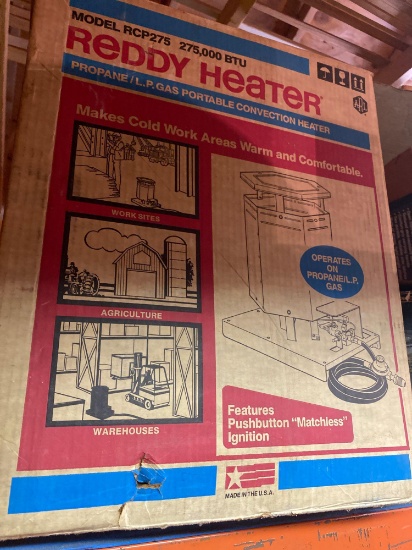 MODEL RCP275 275,000 BTU
ReDDY HeaTeR
PROPANE/L.P. GAS PORTABLE CONVECTION HEATER
Makes Cold Work Areas Warm and Comfortable.
WORK SITES
AGRICULTURE
WAREHOUSES
OPERATES
ON
PROPANE/L.P.
GAS
Features
Pushbutton "Matchless"
Ignition
MADE IN THE U.S.A.